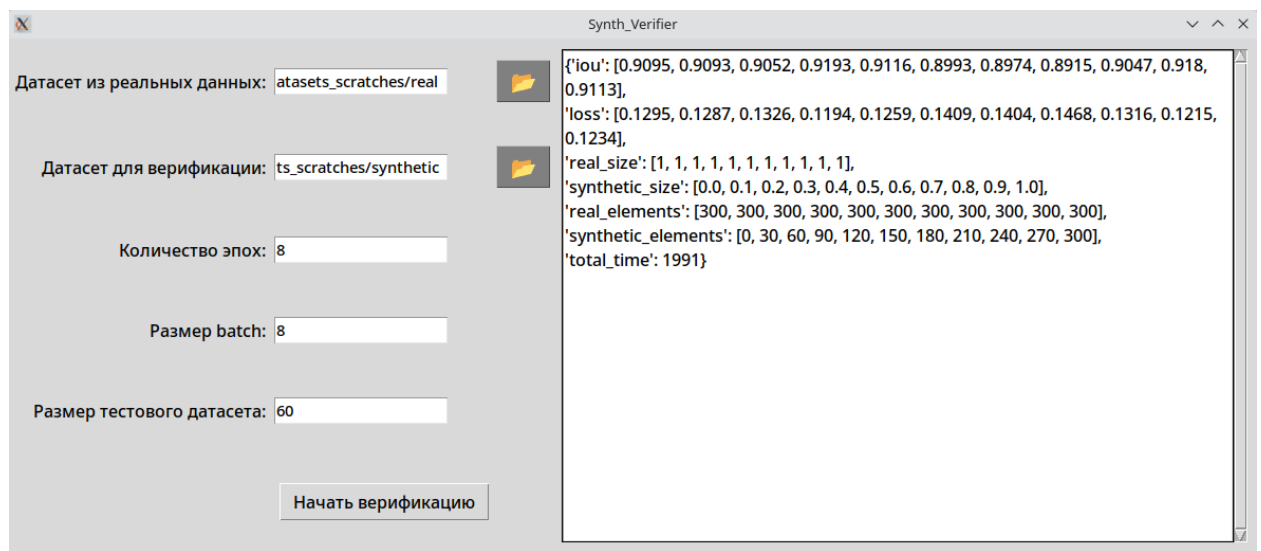 Synth_Verifier
Датасет из реальных данных: atasets_scratches/real
Датасет для верификации: ts_scratches/synthetic
Количество эпох: 8
Размер batch: 8
Размер тестового датасета: 60
Начать верификацию
{'iou': [0.9095, 0.9093, 0.9052, 0.9193, 0.9116, 0.8993, 0.8974, 0.8915, 0.9047, 0.918,
0.9113],
'loss': [0.1295, 0.1287, 0.1326, 0.1194, 0.1259, 0.1409, 0.1404, 0.1468, 0.1316, 0.1215,
0.1234],
'real_size': [1, 1, 1, 1, 1, 1, 1, 1, 1, 1, 1],
'synthetic_size': [0.0, 0.1, 0.2, 0.3, 0.4, 0.5, 0.6, 0.7, 0.8, 0.9, 1.0],
'real_elements': [300, 300, 300, 300, 300, 300, 300, 300, 300, 300, 300],
'synthetic_elements': [0, 30, 60, 90, 120, 150, 180, 210, 240, 270, 300],
'total_time': 1991}